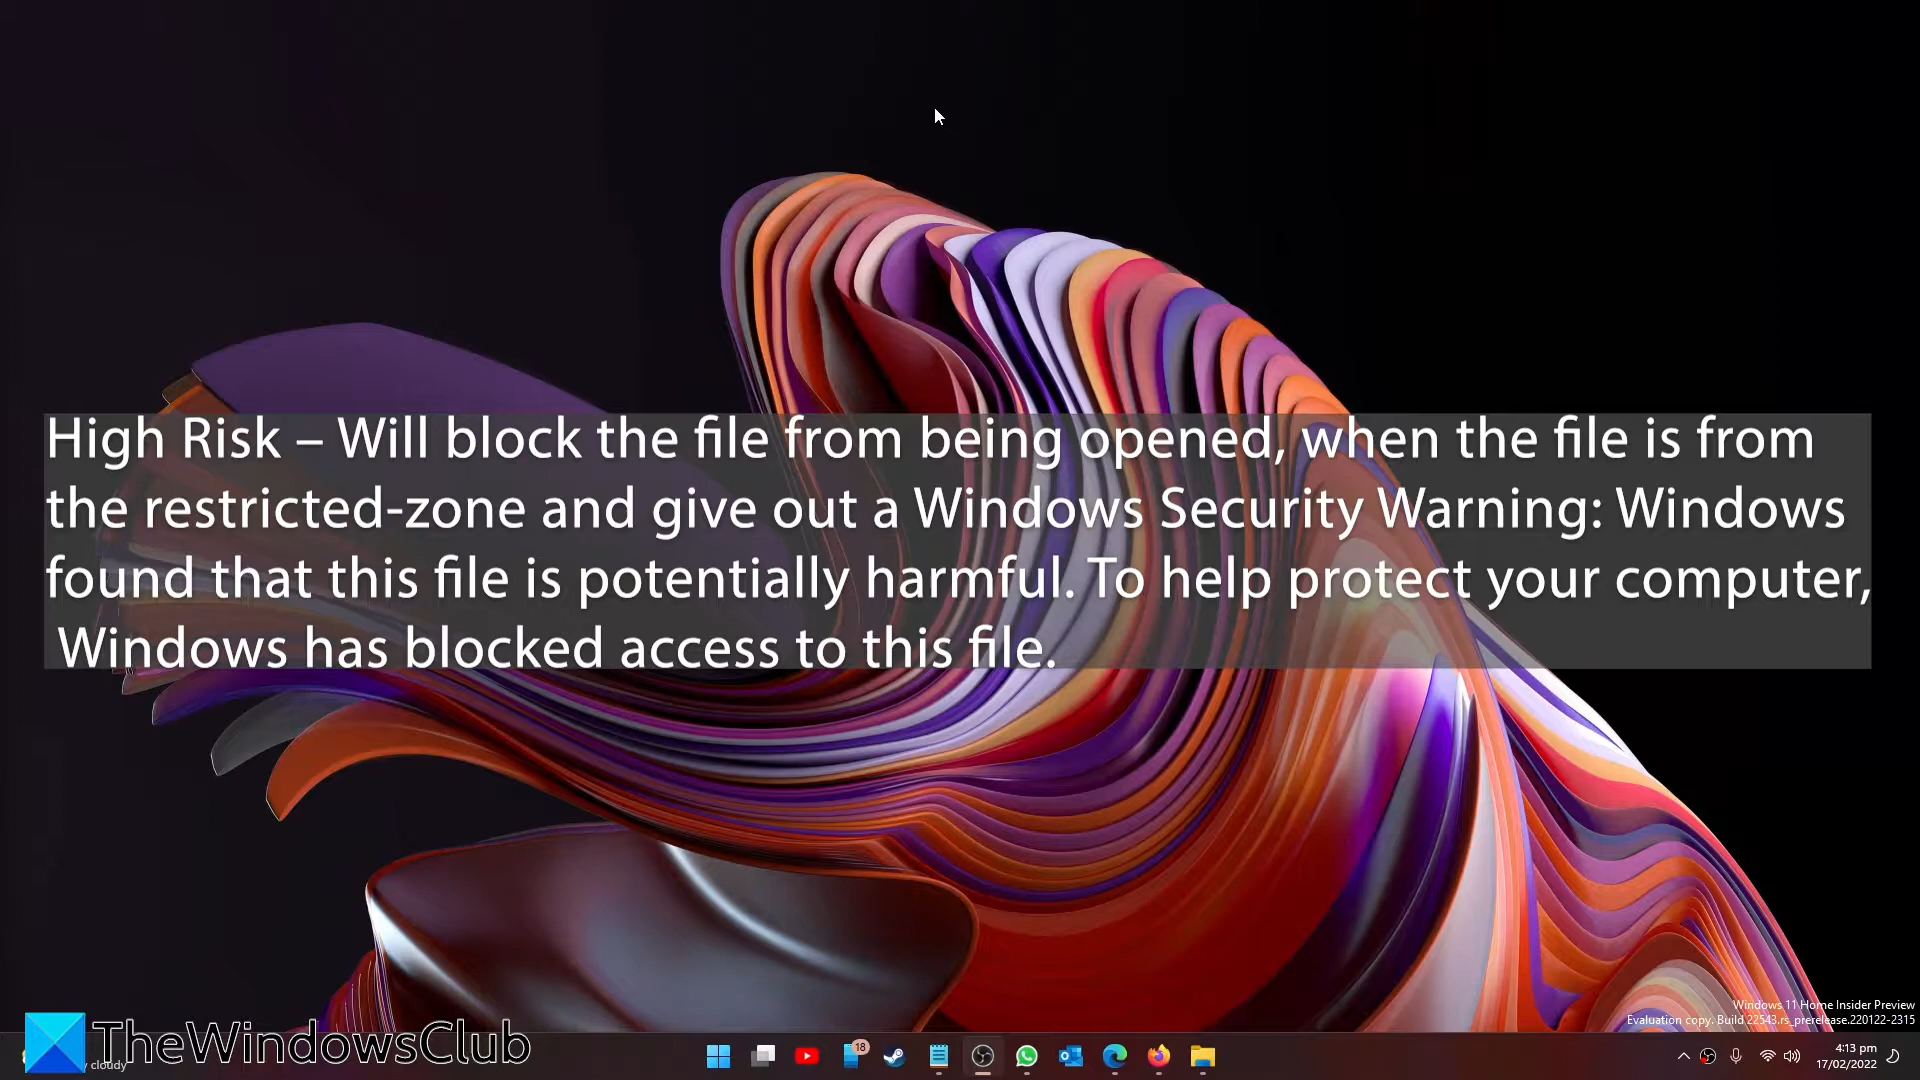 High Risk – Will block the file from being opened, when the file is from
the restricted-zone and give out a Windows Security Warning: Windows
found that this file is potentially harmful. To help protect your computer,
Windows has blocked access to this file.
Windows 11 Home Insider Preview
Evaluation copy. Build 22543.rs_prerelease.220122-2315
TheWindowsClub
cloudy
18
4:13 pm
17/02/2022